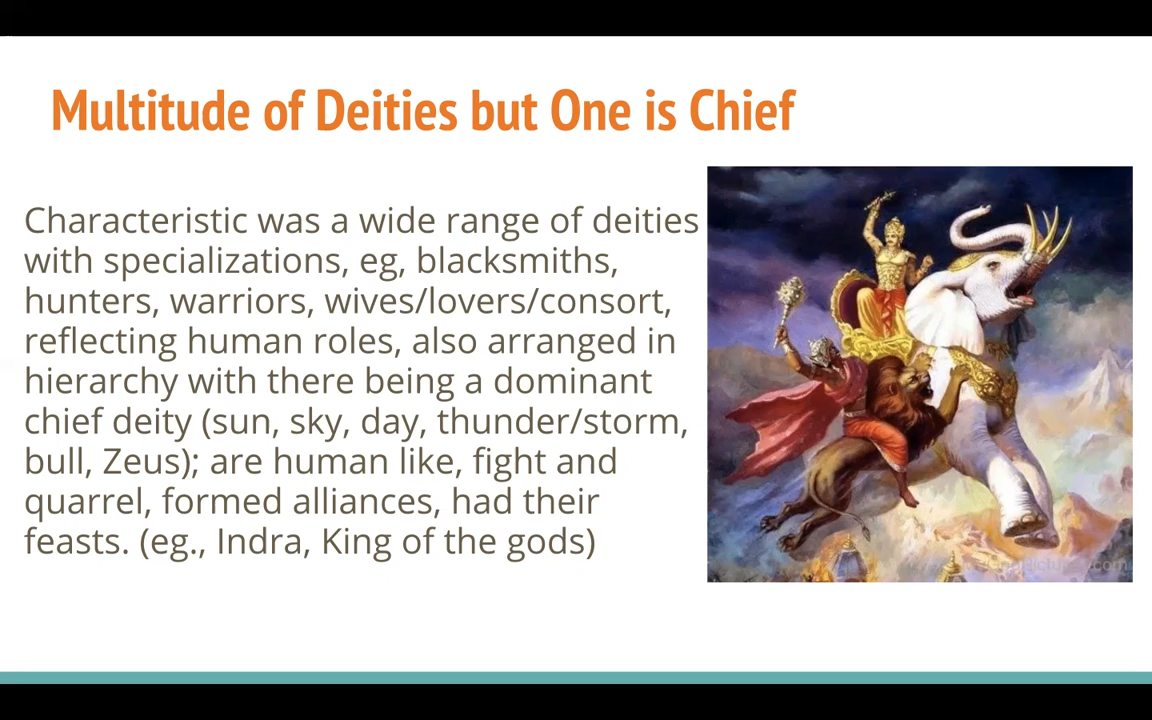 Multitude of Deities but One is Chief
Characteristic was a wide range of deities
with specializations, eg, blacksmiths,
hunters, warriors, wives/lovers/consort,
reflecting human roles, also arranged in
hierarchy with there being a dominant
chief deity (sun, sky, day, thunder/storm,
bull, Zeus); are human like, fight and
quarrel, formed alliances, had their
feasts. (eg., Indra, King of the gods)